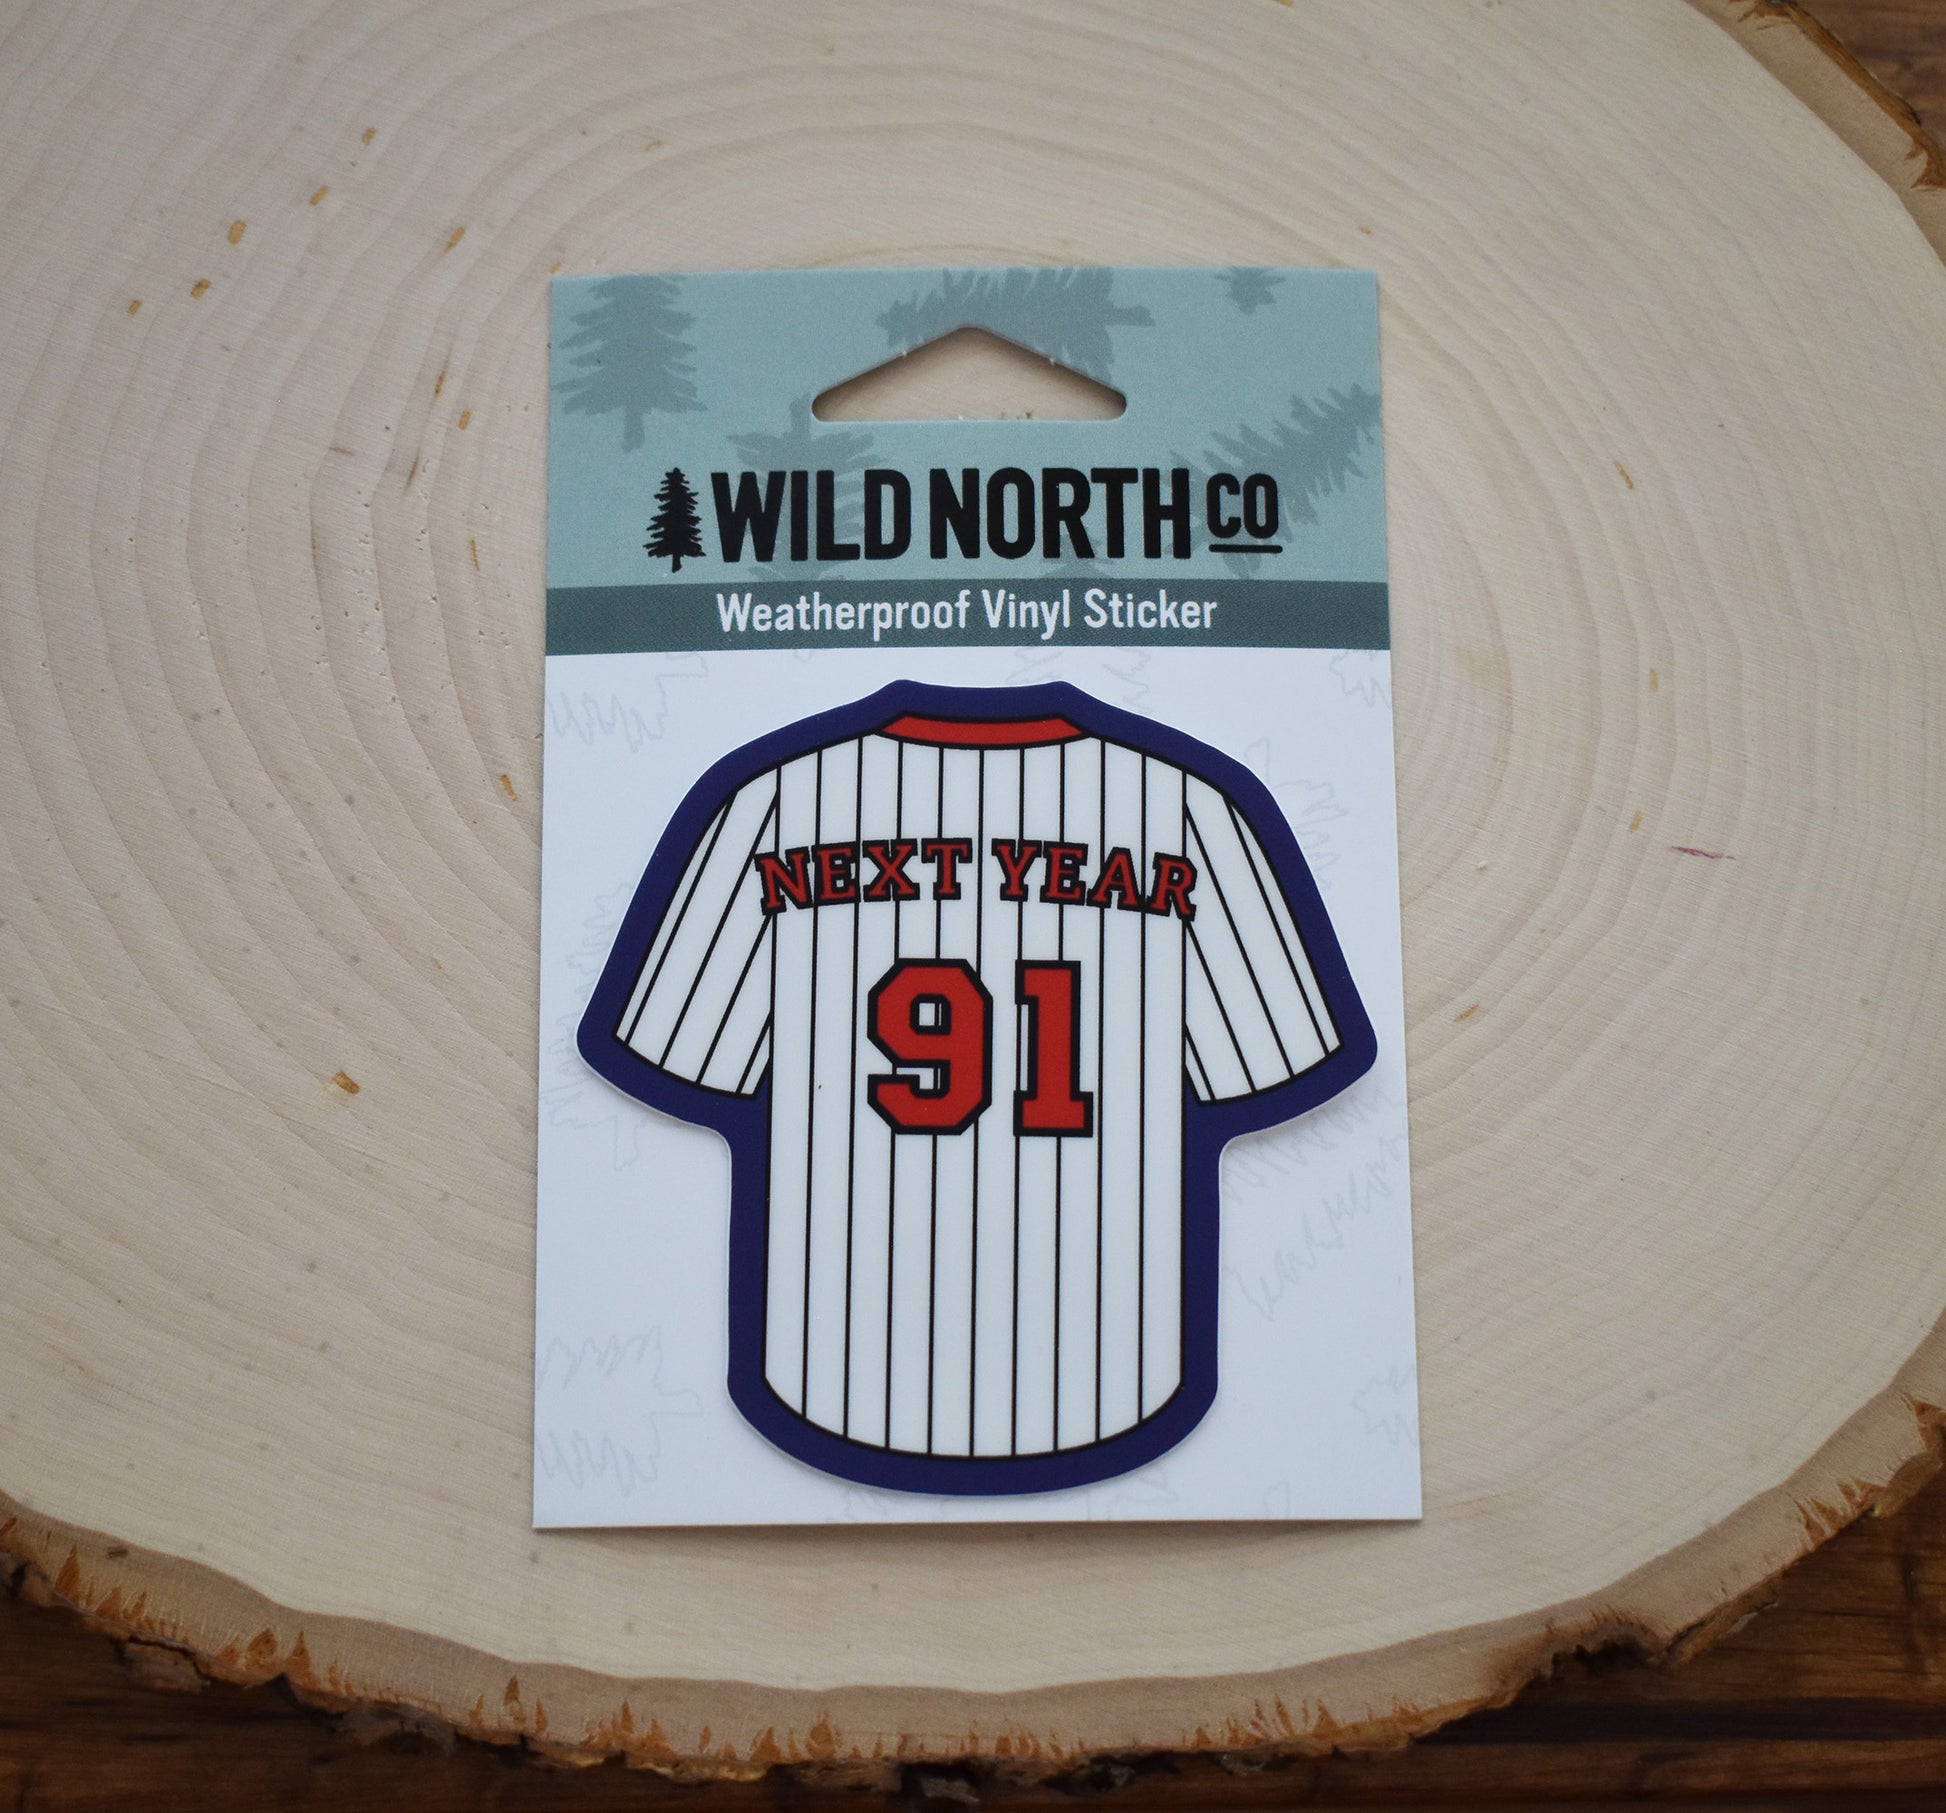 WILD NORTH CO
Weatherproof Vinyl Sticker
NEXT YEAR
91